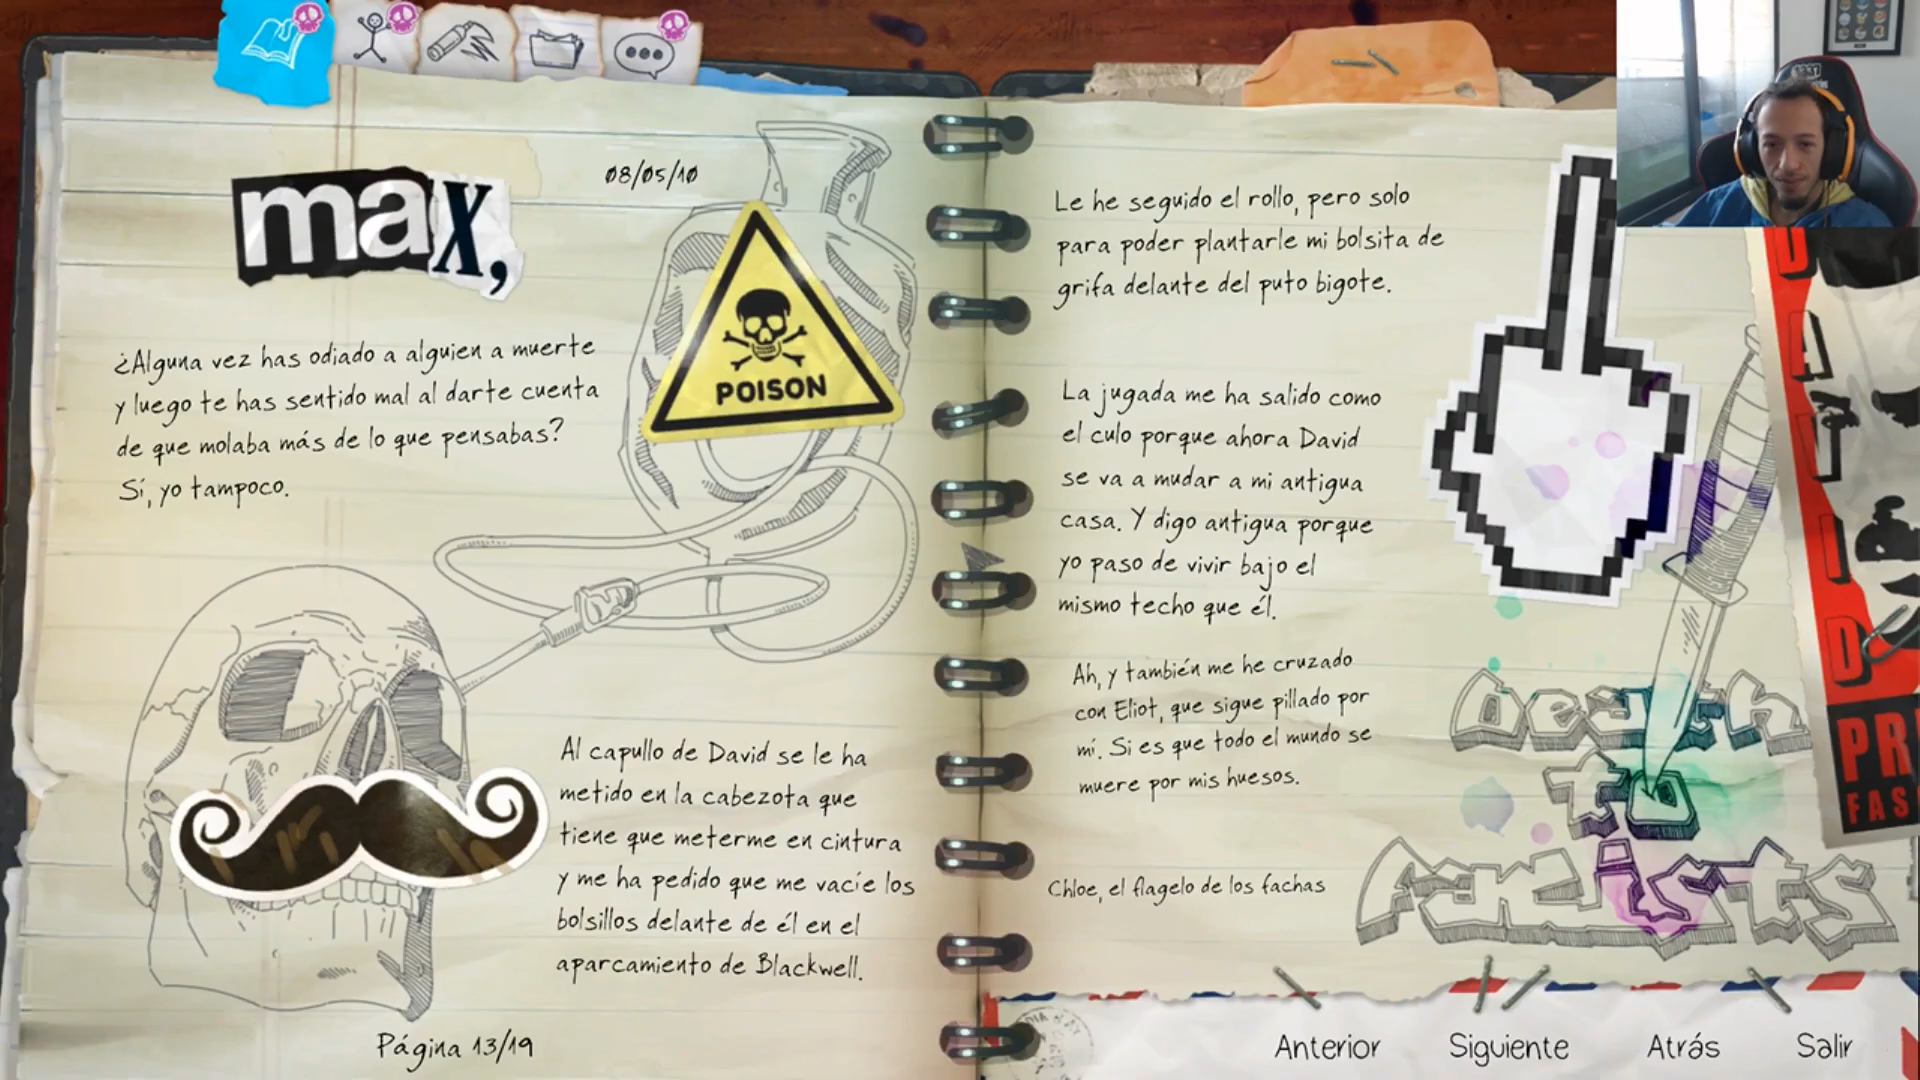 max,
08/05/10
POISON
¿Alguna vez has odiado a alguien a muerte
y luego te has sentido mal al darte cuenta
de que molaba más de lo que pensabas?
Sí, yo tampoco.
Al capullo de David se le ha
metido en la cabezota que
tiene que meterme en cintura
y me ha pedido que me vacíe los
bolsillos delante de él en el
aparcamiento de Blackwell.
Página 13/19
Le he seguido el rollo, pero solo
para poder plantarle mi bolsita de
grifa delante del puto bigote.
La jugada me ha salido como
el culo porque ahora David
se va a mudar a mi antigua
casa. Y digo antigua porque
yo paso de vivir bajo el
mismo techo que él.
Ah, y también me he cruzado
con Eliot, que sigue pillado por
mí. Si es que todo el mundo se
muere por mis huesos.
Chloe, el flagelo de los fachas
Death
to
DAVID
PR
FAS
Anterior
Siguiente
Atrás
Salir